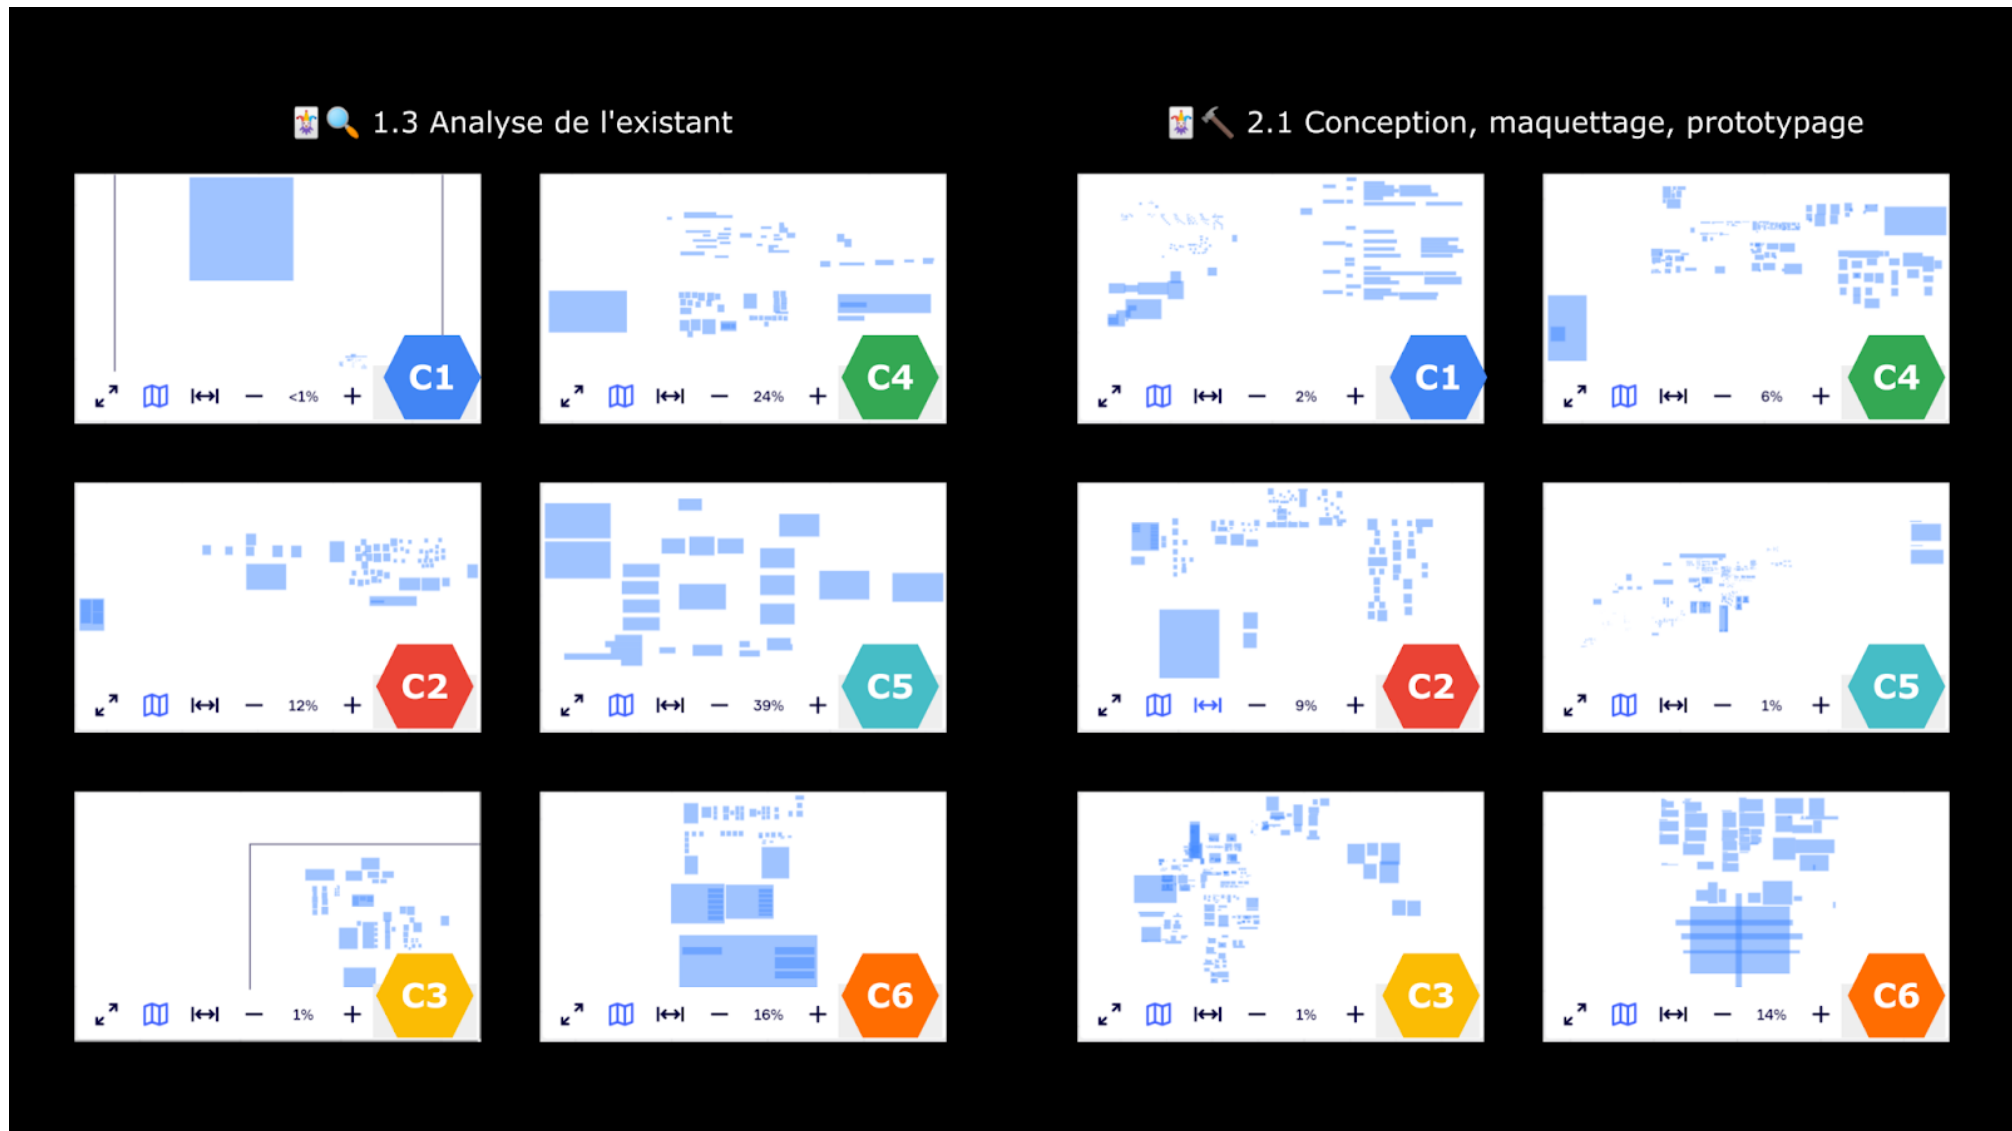 1.3 Analyse de l'existant
2.1 Conception, maquettage, prototypage
C1
<1%
C4
24%
C1
2%
C4
6%
C2
12%
C5
39%
C2
9%
C5
1%
C3
1%
C6
16%
C3
1%
C6
14%